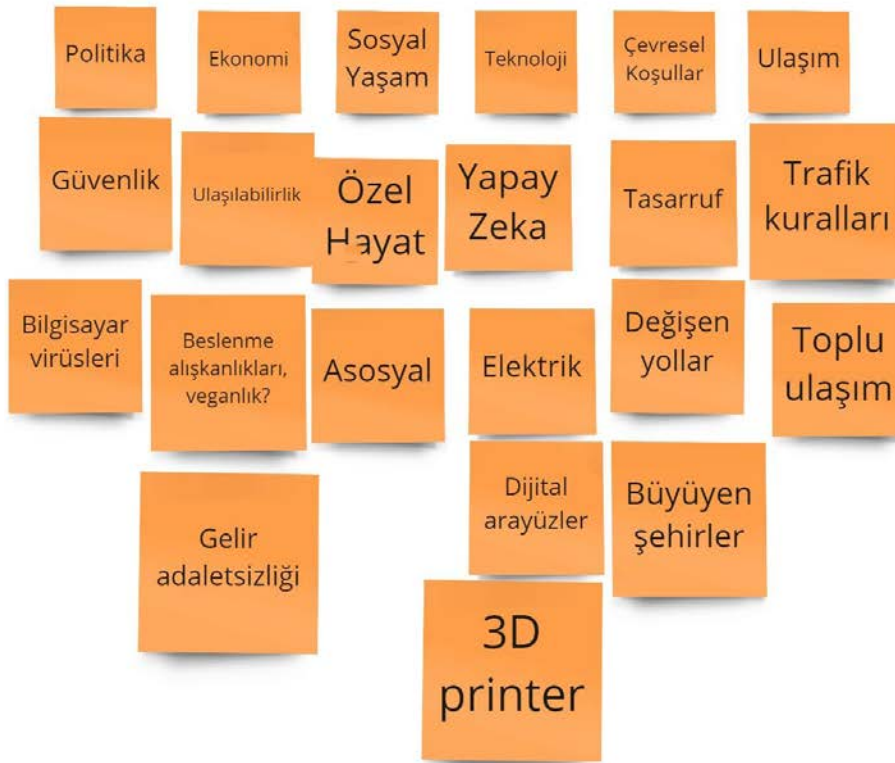 Politika
Ekonomi
Sosyal
Yaşam
Teknoloji
Çevresel
Koşullar
Ulaşım
Güvenlik
Ulaşılabilirlik
Özel
Hayat
Yapay
Zeka
Tasarruf
Trafik
kuralları
Bilgisayar
virüsleri
Beslenme
alışkanlıkları,
veganlık?
Asosyal
Elektrik
Değişen
yollar
Toplu
ulaşım
Gelir
adaletsizliği
Dijital
arayüzler
Büyüyen
şehirler
3D
printer